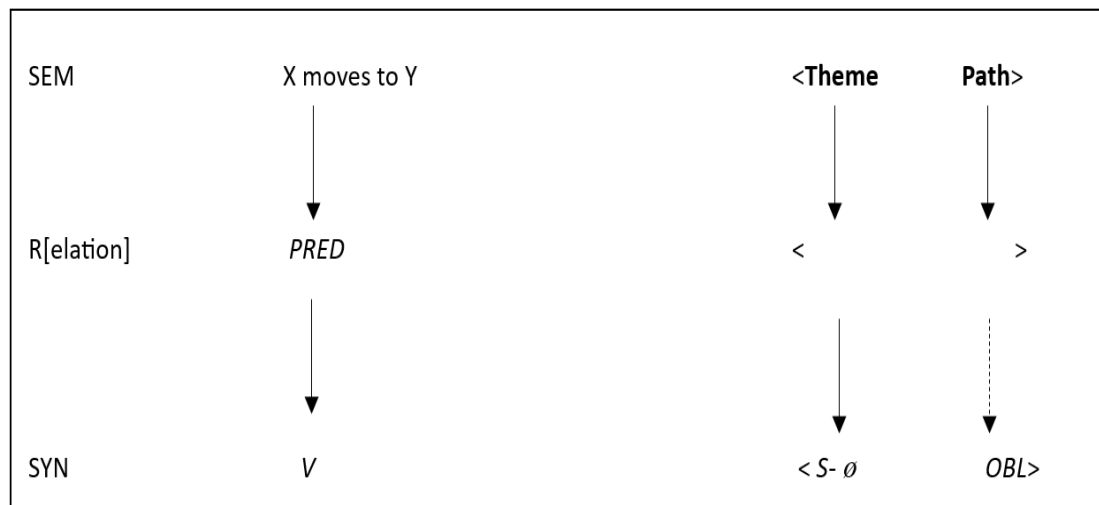 SEM X moves to Y <Theme Path>
R[elation] PRED < >
SYN V < S- ø OBL>